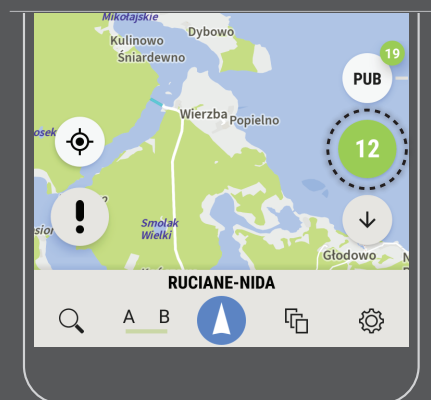 Mikołajskie
Dybowo
Kulinowo
Śniardewno
19
PUB
Wierzba
Popielno
12
Smolak
Wielki
Głodowo
RUCIANE-NIDA
A B